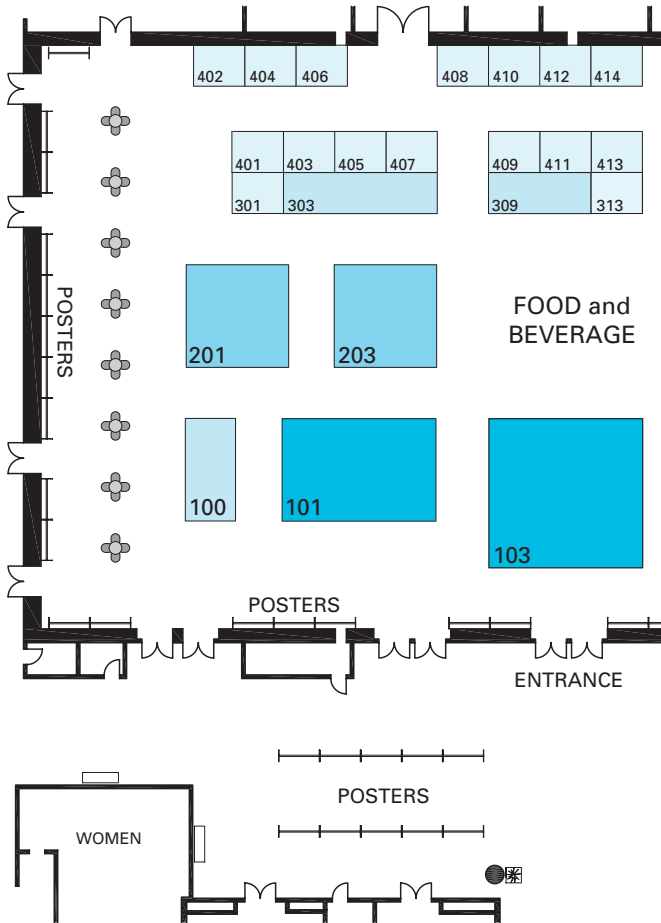 402 404 406 408 410 412 414
401 403 405 407 409 411 413
301 303 309 313
POSTERS
FOOD and
BEVERAGE
201 203
100 101
103
POSTERS
ENTRANCE
POSTERS
WOMEN